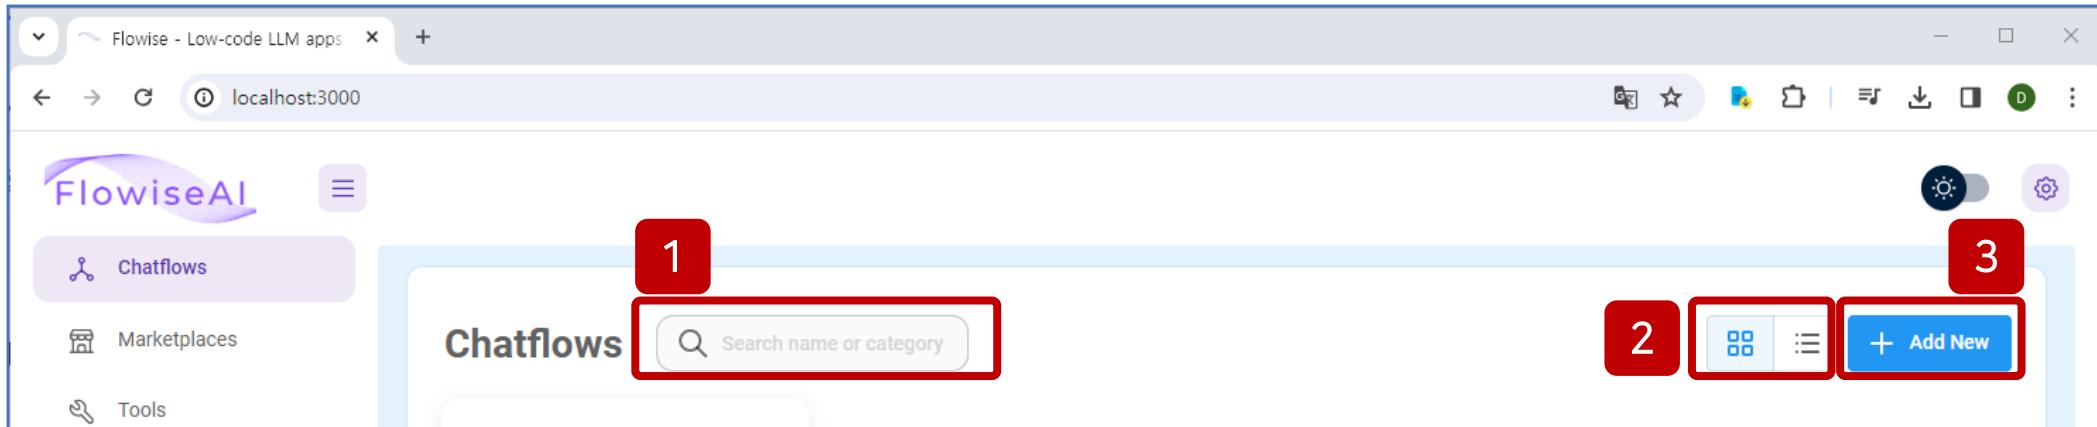 Flowise - Low-code LLM apps
localhost:3000
D
FlowiseAI
Chatflows
Marketplaces
Tools
1
Chatflows
Search name or category
2
3
Add New